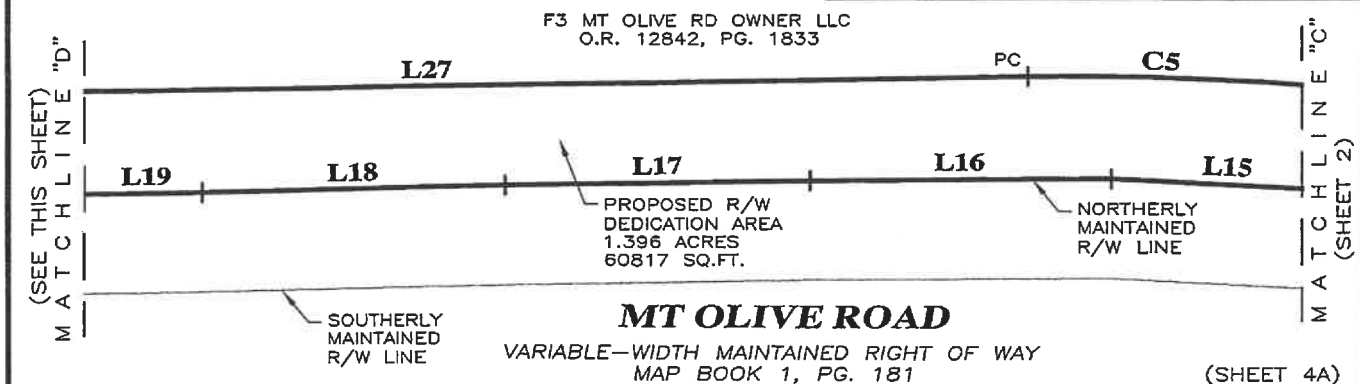 F3 MT OLIVE RD OWNER LLC
O.R. 12842, PG. 1833
(SEE THIS SHEET)
MATCHLINE "D"
L27
PC
C5
MATCHLINE "C"
(SHEET 2)
L19
L18
L17
L16
L15
PROPOSED R/W
DEDICATION AREA
1.396 ACRES
60817 SQ.FT.
NORTHERLY
MAINTAINED
R/W LINE
SOUTHERLY
MAINTAINED
R/W LINE
MT OLIVE ROAD
VARIABLE-WIDTH MAINTAINED RIGHT OF WAY
MAP BOOK 1, PG. 181
(SHEET 4A)